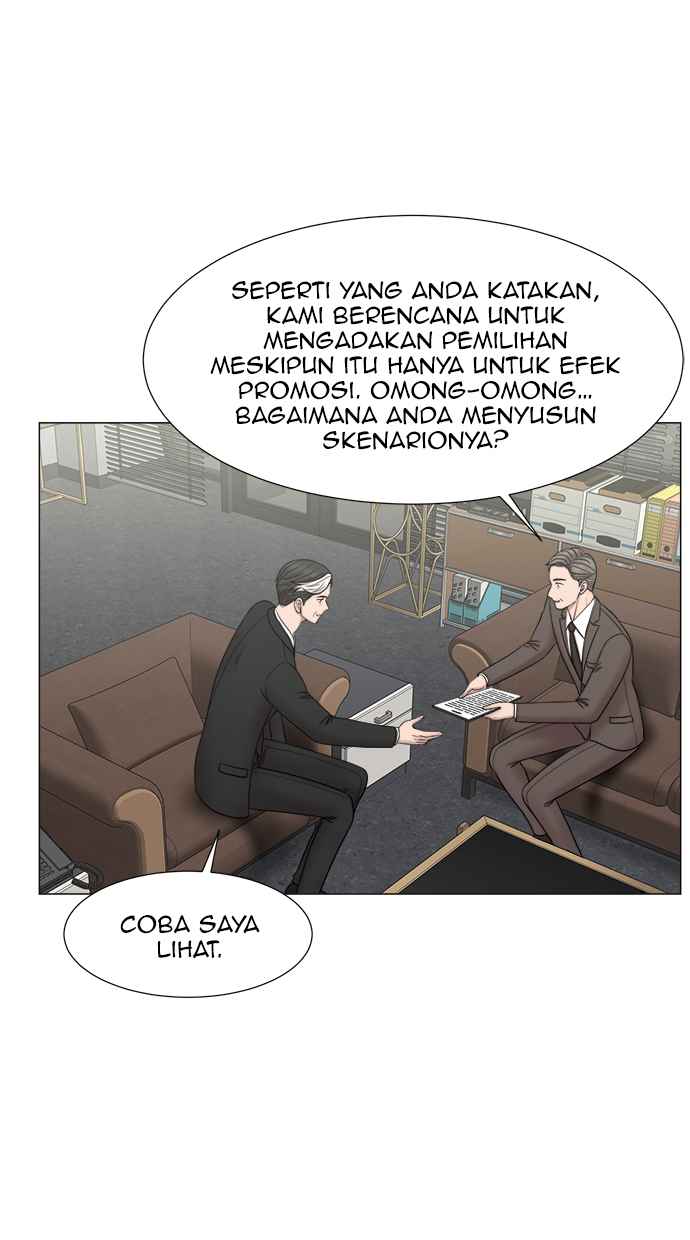 SEPERTI YANG ANDA KATAKAN,
KAMI BERENCANA UNTUK
MENGADAKAN PEMILIHAN
MESKIPUN ITU HANYA UNTUK EFEK
PROMOSI. OMONG-OMONG...
BAGAIMANA ANDA MENYUSUN
SKENARIONYA?
COBA SAYA
LIHAT.